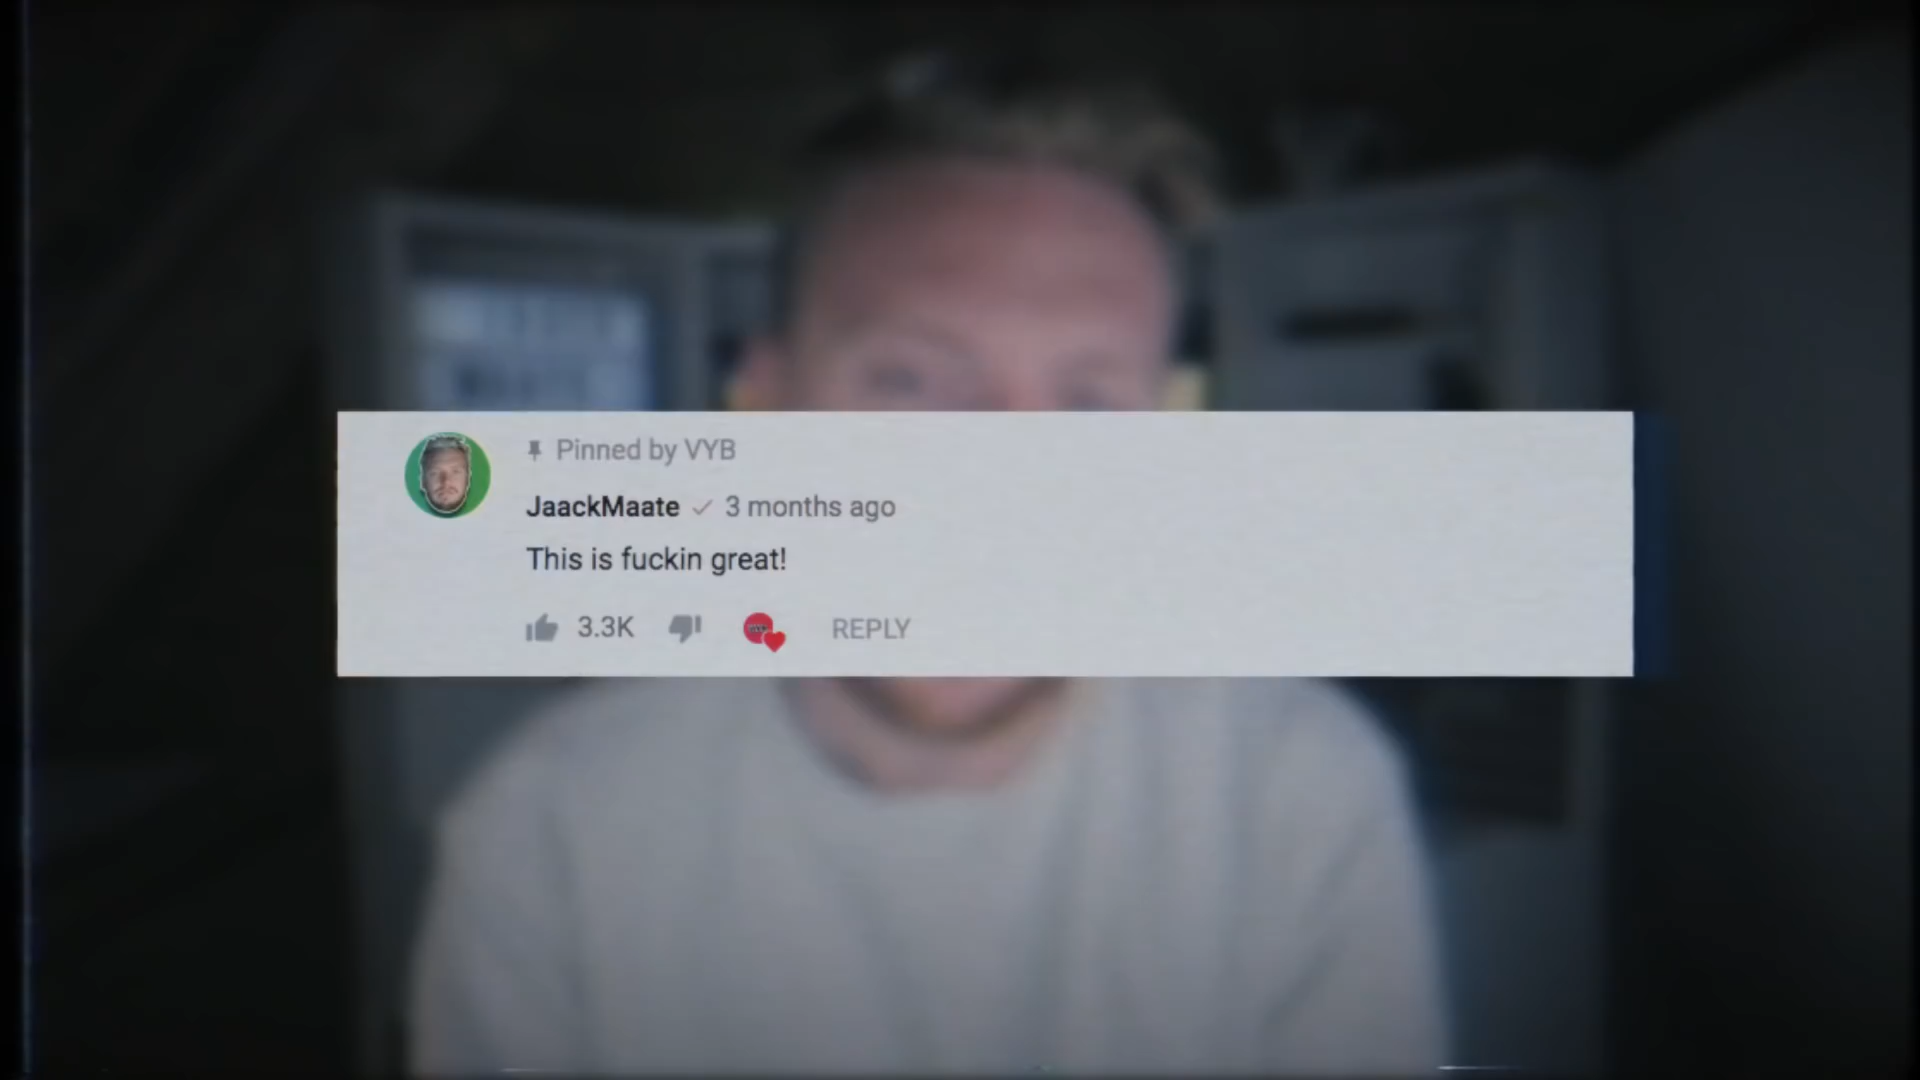 Pinned by VYB
JaackMaate 3 months ago
This is fuckin great!
3.3K REPLY